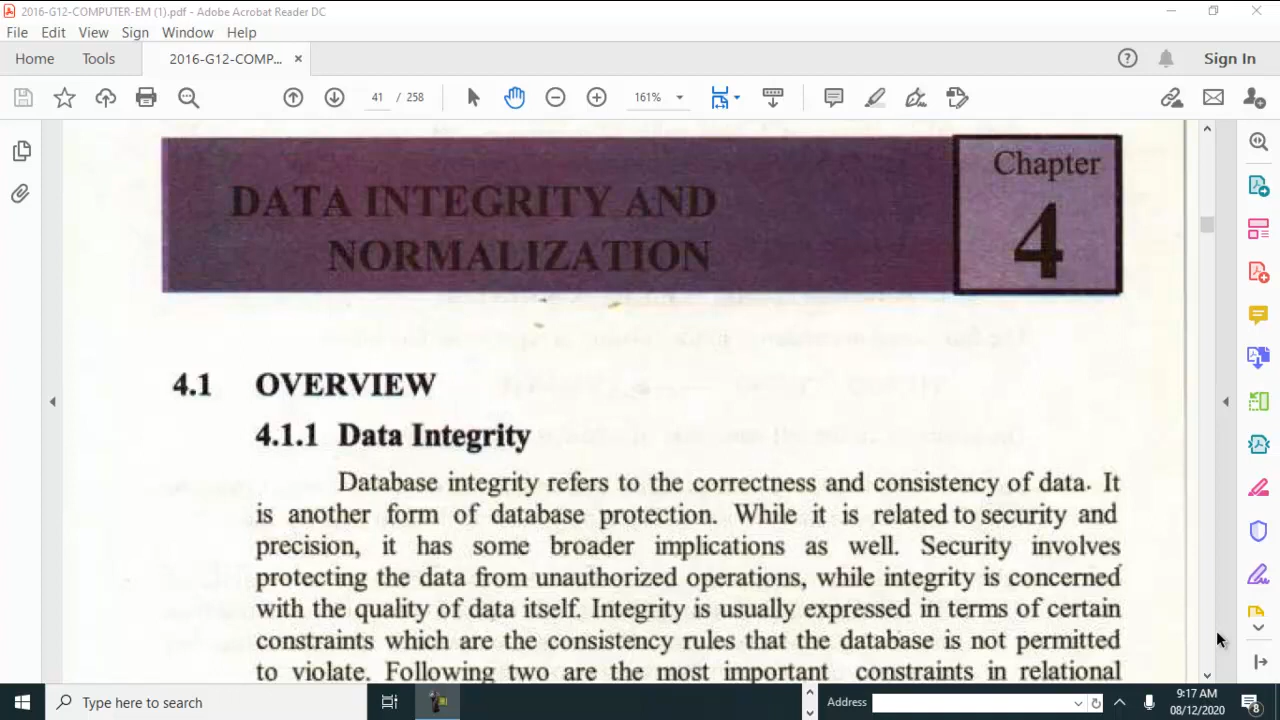 2016-G12-COMPUTER-EM (1).pdf - Adobe Acrobat Reader DC
File Edit View Sign Window Help
Home Tools 2016-G12-COMP... ×
? Sign In
41 / 258 161%
Chapter
4
DATA INTEGRITY AND
NORMALIZATION
4.1 OVERVIEW
4.1.1 Data Integrity
Database integrity refers to the correctness and consistency of data. It
is another form of database protection. While it is related to security and
precision, it has some broader implications as well. Security involves
protecting the data from unauthorized operations, while integrity is concerned
with the quality of data itself. Integrity is usually expressed in terms of certain
constraints which are the consistency rules that the database is not permitted
to violate. Following two are the most important constraints in relational
Type here to search
Address
9:17 AM
08/12/2020
8